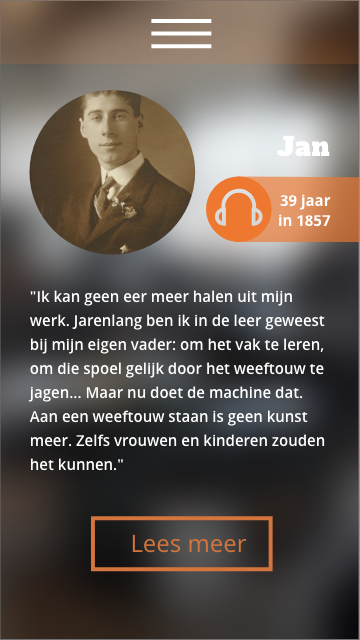 Jan
39 jaar
in 1857
"Ik kan geen eer meer halen uit mijn
werk. Jarenlang ben ik in de leer geweest
bij mijn eigen vader: om het vak te leren,
om die spoel gelijk door het weeftouw te
jagen... Maar nu doet de machine dat.
Aan een weeftouw staan is geen kunst
meer. Zelfs vrouwen en kinderen zouden
het kunnen."
Lees meer